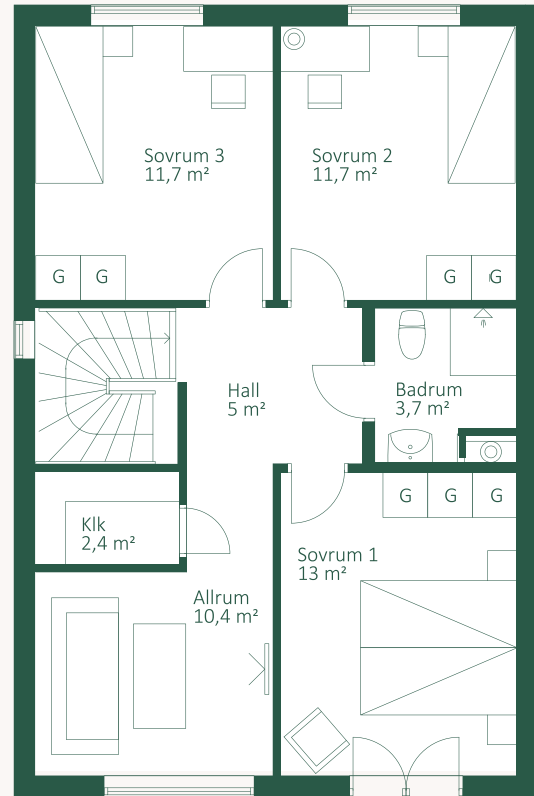 Sovrum 3
11,7 m²
Sovrum 2
11,7 m²
G
G
G
G
Hall
5 m²
Badrum
3,7 m²
G
G
G
Klk
2,4 m²
Sovrum 1
13 m²
Allrum
10,4 m²